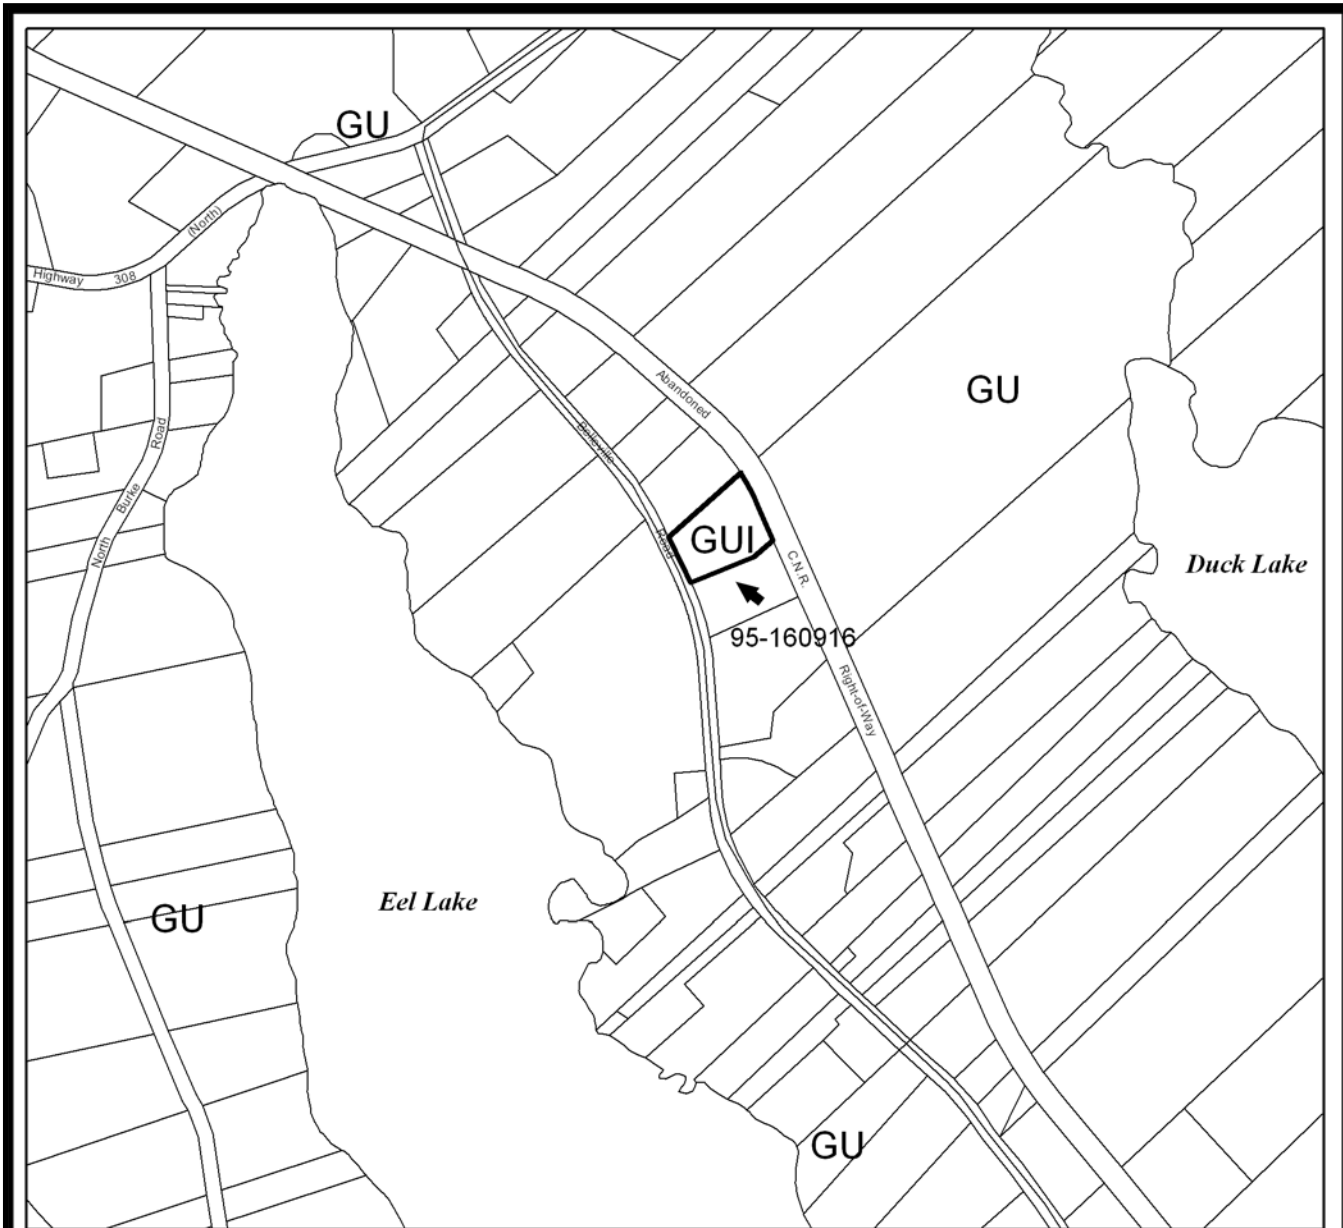 GU
(North)
Highway 308
Abandoned
GU
Belleville
Road
Burke
North
Road
GUI
C.N.R.
Duck Lake
95-160916
Right-of-Way
Eel Lake
GU
GU